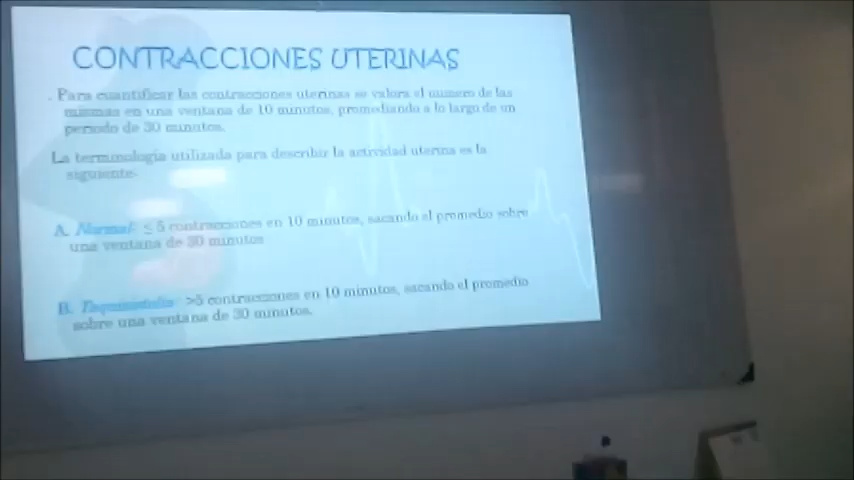 CONTRACCIONES UTERINAS
. Para cuantificar las contracciones uterinas se valora el numero de las
mismas en una ventana de 10 minutos, promediando a lo largo de un
periodo de 30 minutos.
La terminología utilizada para describir la actividad uterina es la
siguiente:
A. Normal: ≤ 5 contracciones en 10 minutos, sacando el promedio sobre
una ventana de 30 minutos
B. Taquisistolia: >5 contracciones en 10 minutos, sacando el promedio
sobre una ventana de 30 minutos.